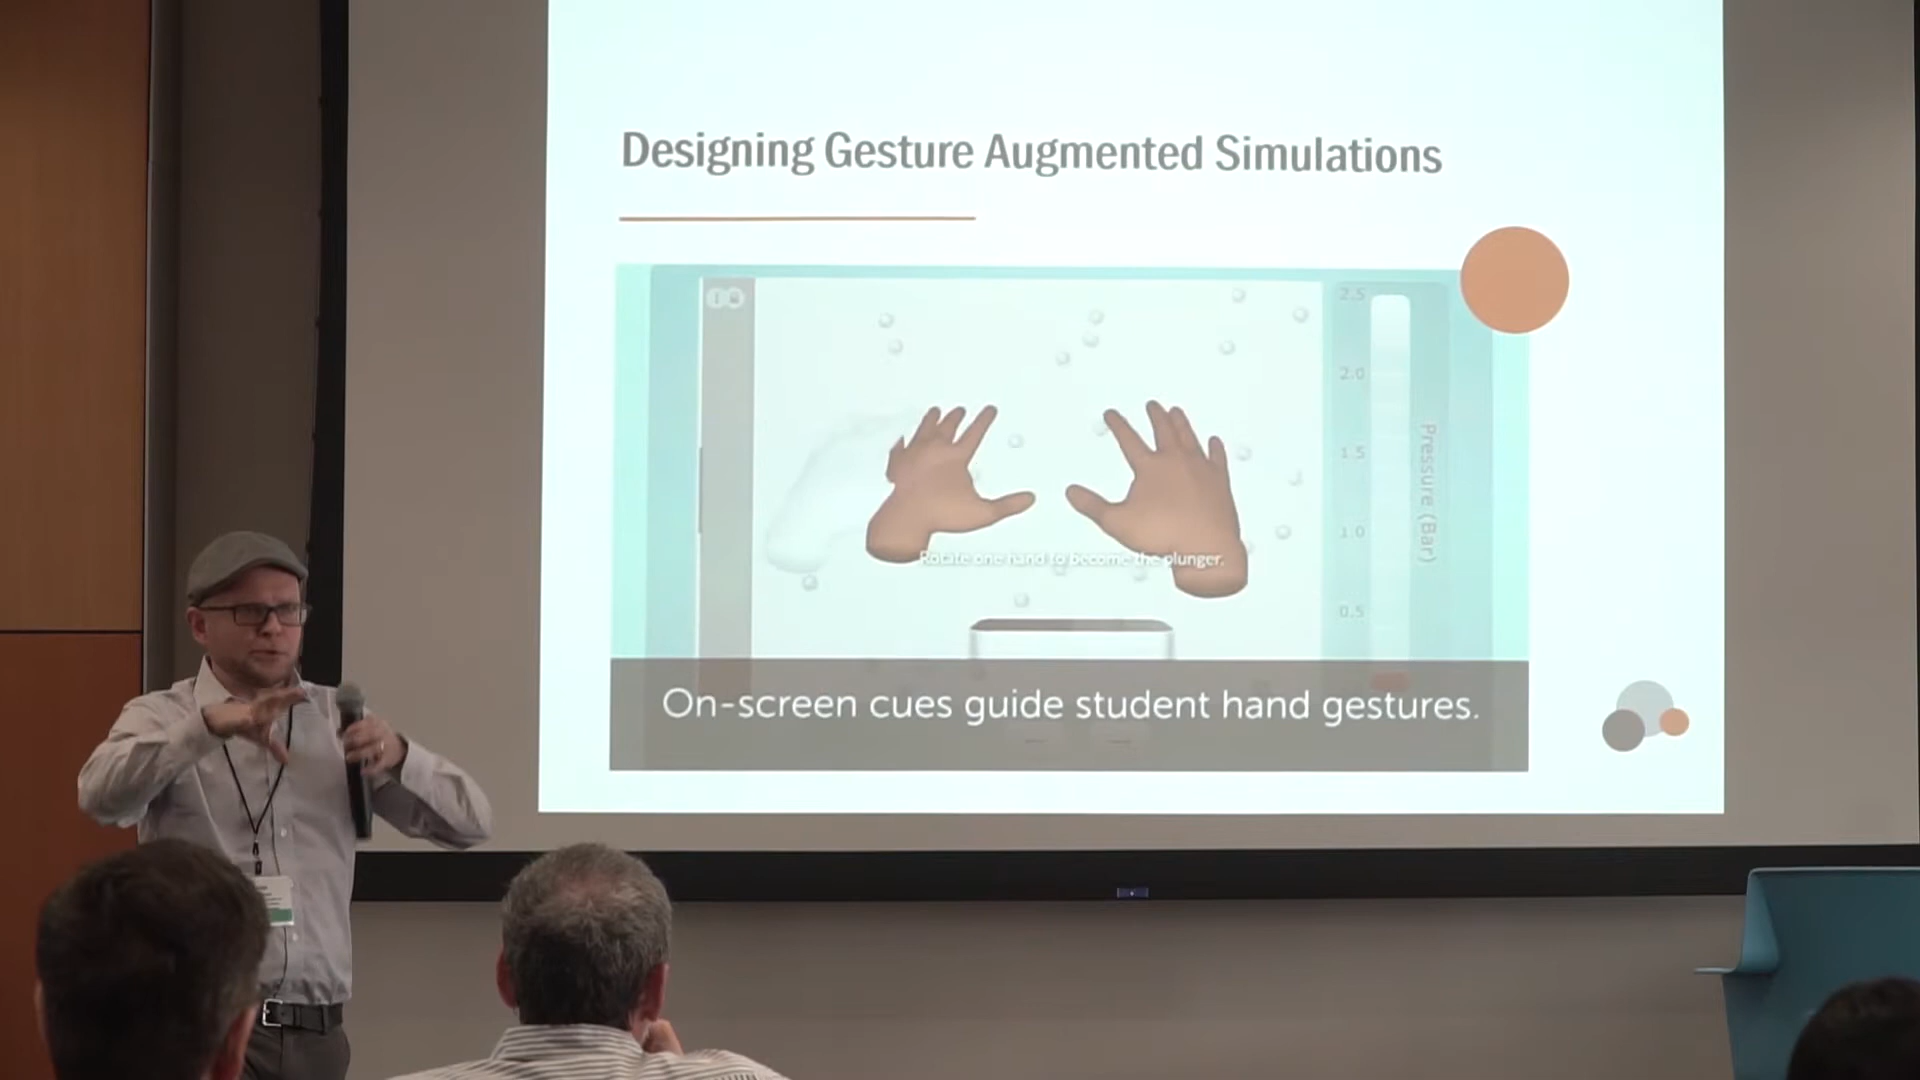 Designing Gesture Augmented Simulations
2.5
2.0
1.5
1.0
0.5
Pressure (Bar)
Rotate one hand to become the plunger.
On-screen cues guide student hand gestures.